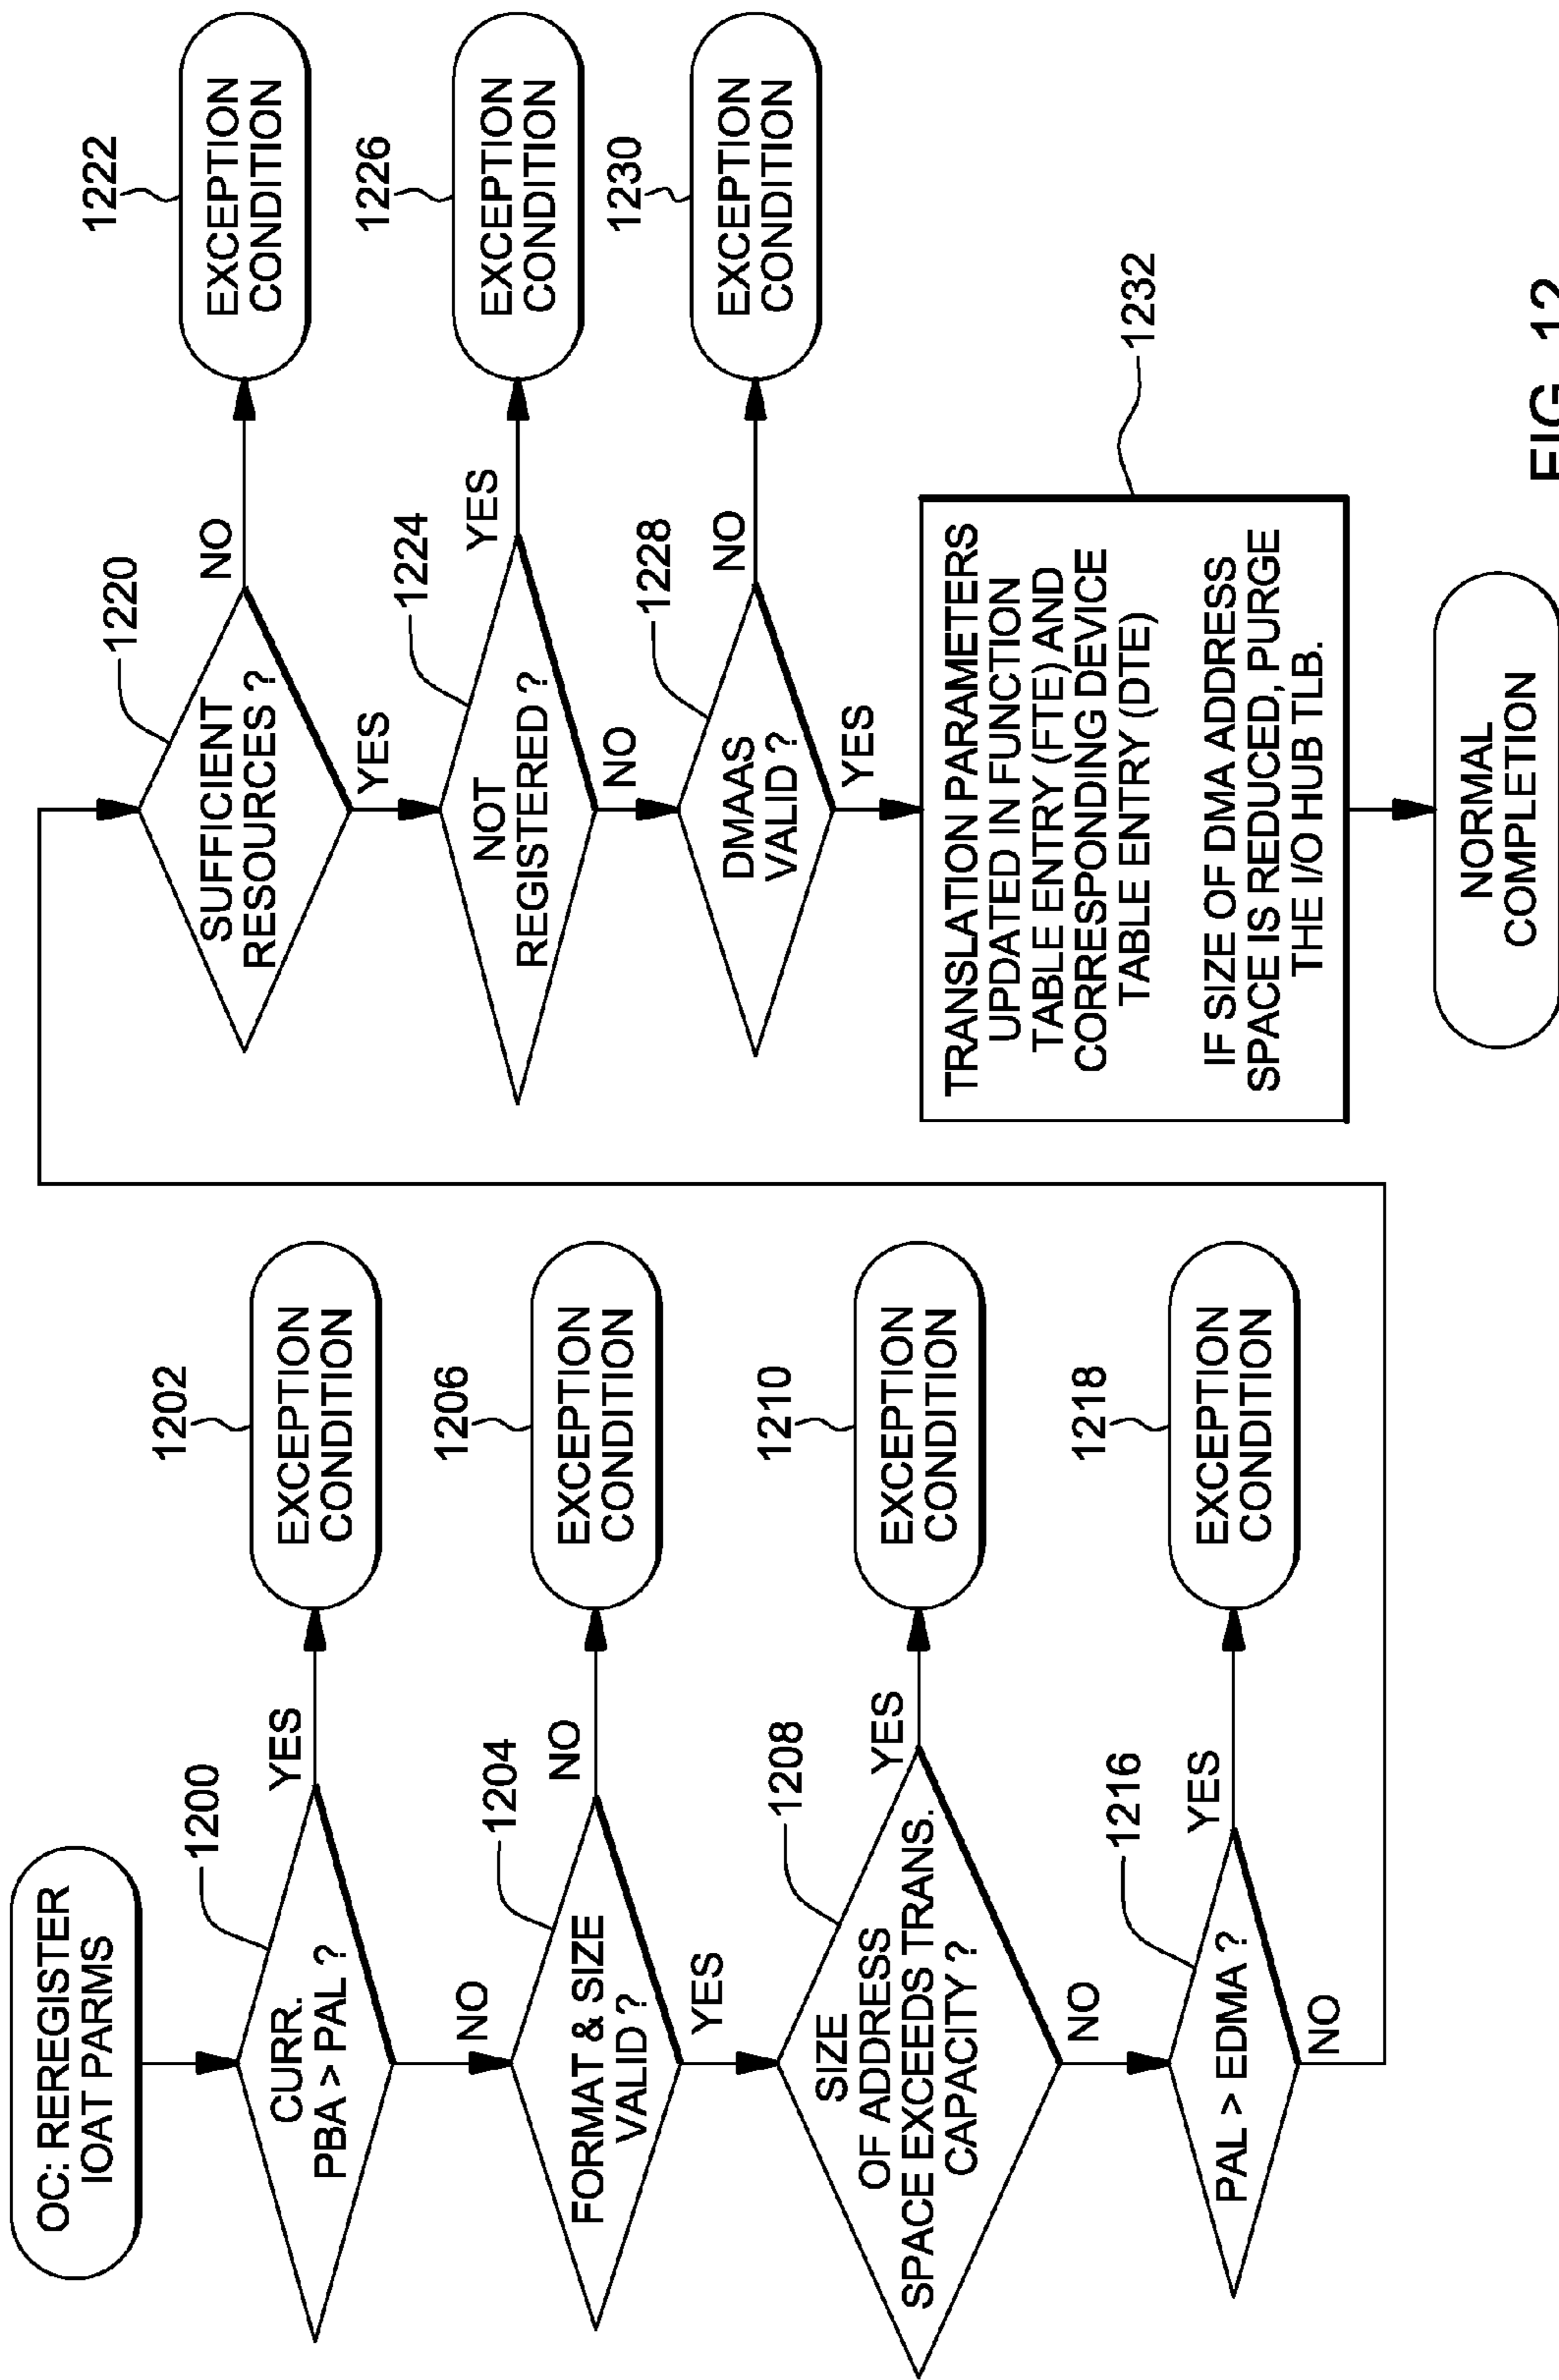 OC: REREGISTER
IOAT PARMS
1200
CURR.
PBA > PAL ?
YES
1202
EXCEPTION
CONDITION
NO
1204
FORMAT & SIZE
VALID ?
NO
1206
EXCEPTION
CONDITION
YES
1208
SIZE
OF ADDRESS
SPACE EXCEEDS TRANS.
CAPACITY ?
YES
1210
EXCEPTION
CONDITION
NO
1216
PAL > EDMA ?
YES
1218
EXCEPTION
CONDITION
NO
1220
SUFFICIENT
RESOURCES ?
NO
1222
EXCEPTION
CONDITION
YES
1224
NOT
REGISTERED ?
YES
1226
EXCEPTION
CONDITION
NO
1228
DMAAS
VALID ?
NO
1230
EXCEPTION
CONDITION
YES
1232
TRANSLATION PARAMETERS
UPDATED IN FUNCTION
TABLE ENTRY (FTE) AND
CORRESPONDING DEVICE
TABLE ENTRY (DTE)
IF SIZE OF DMA ADDRESS
SPACE IS REDUCED, PURGE
THE I/O HUB TLB.
NORMAL
COMPLETION
FIG. 12